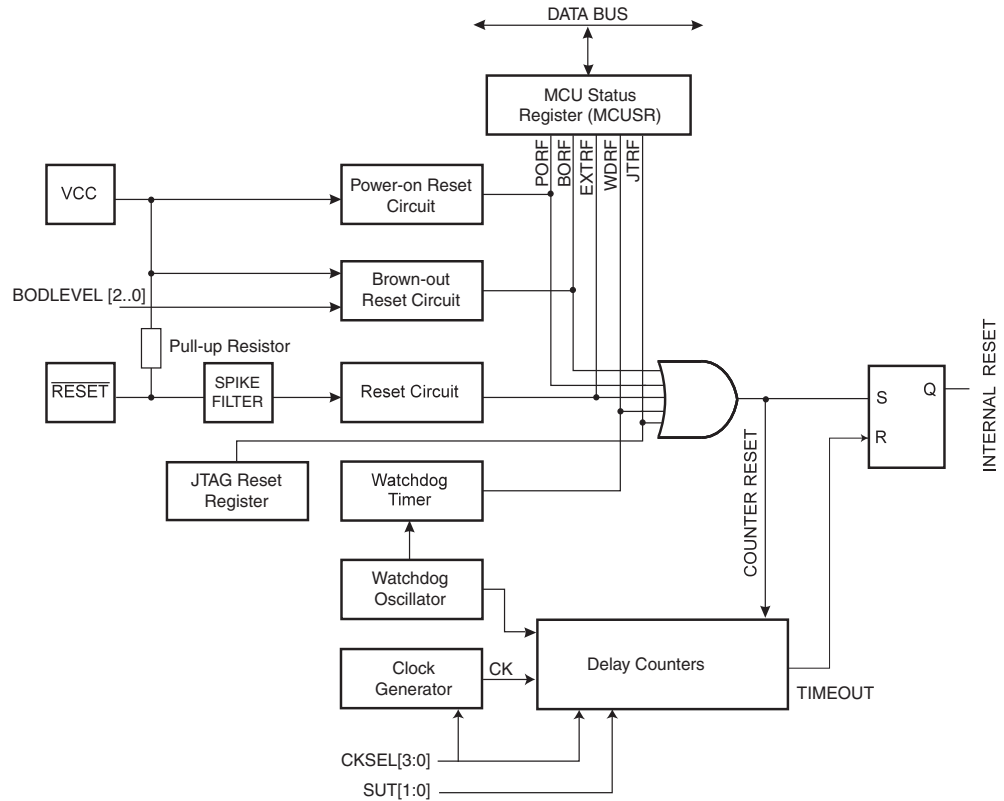 DATA BUS
MCU Status
Register (MCUSR)
PORF
BORF
EXTRF
WDRF
JTRF
VCC
Power-on Reset
Circuit
Brown-out
Reset Circuit
BODLEVEL [2..0]
Pull-up Resistor
RESET
SPIKE
FILTER
Reset Circuit
S
Q
R
INTERNAL RESET
JTAG Reset
Register
Watchdog
Timer
COUNTER RESET
Watchdog
Oscillator
Clock
Generator
CK
Delay Counters
TIMEOUT
CKSEL[3:0]
SUT[1:0]